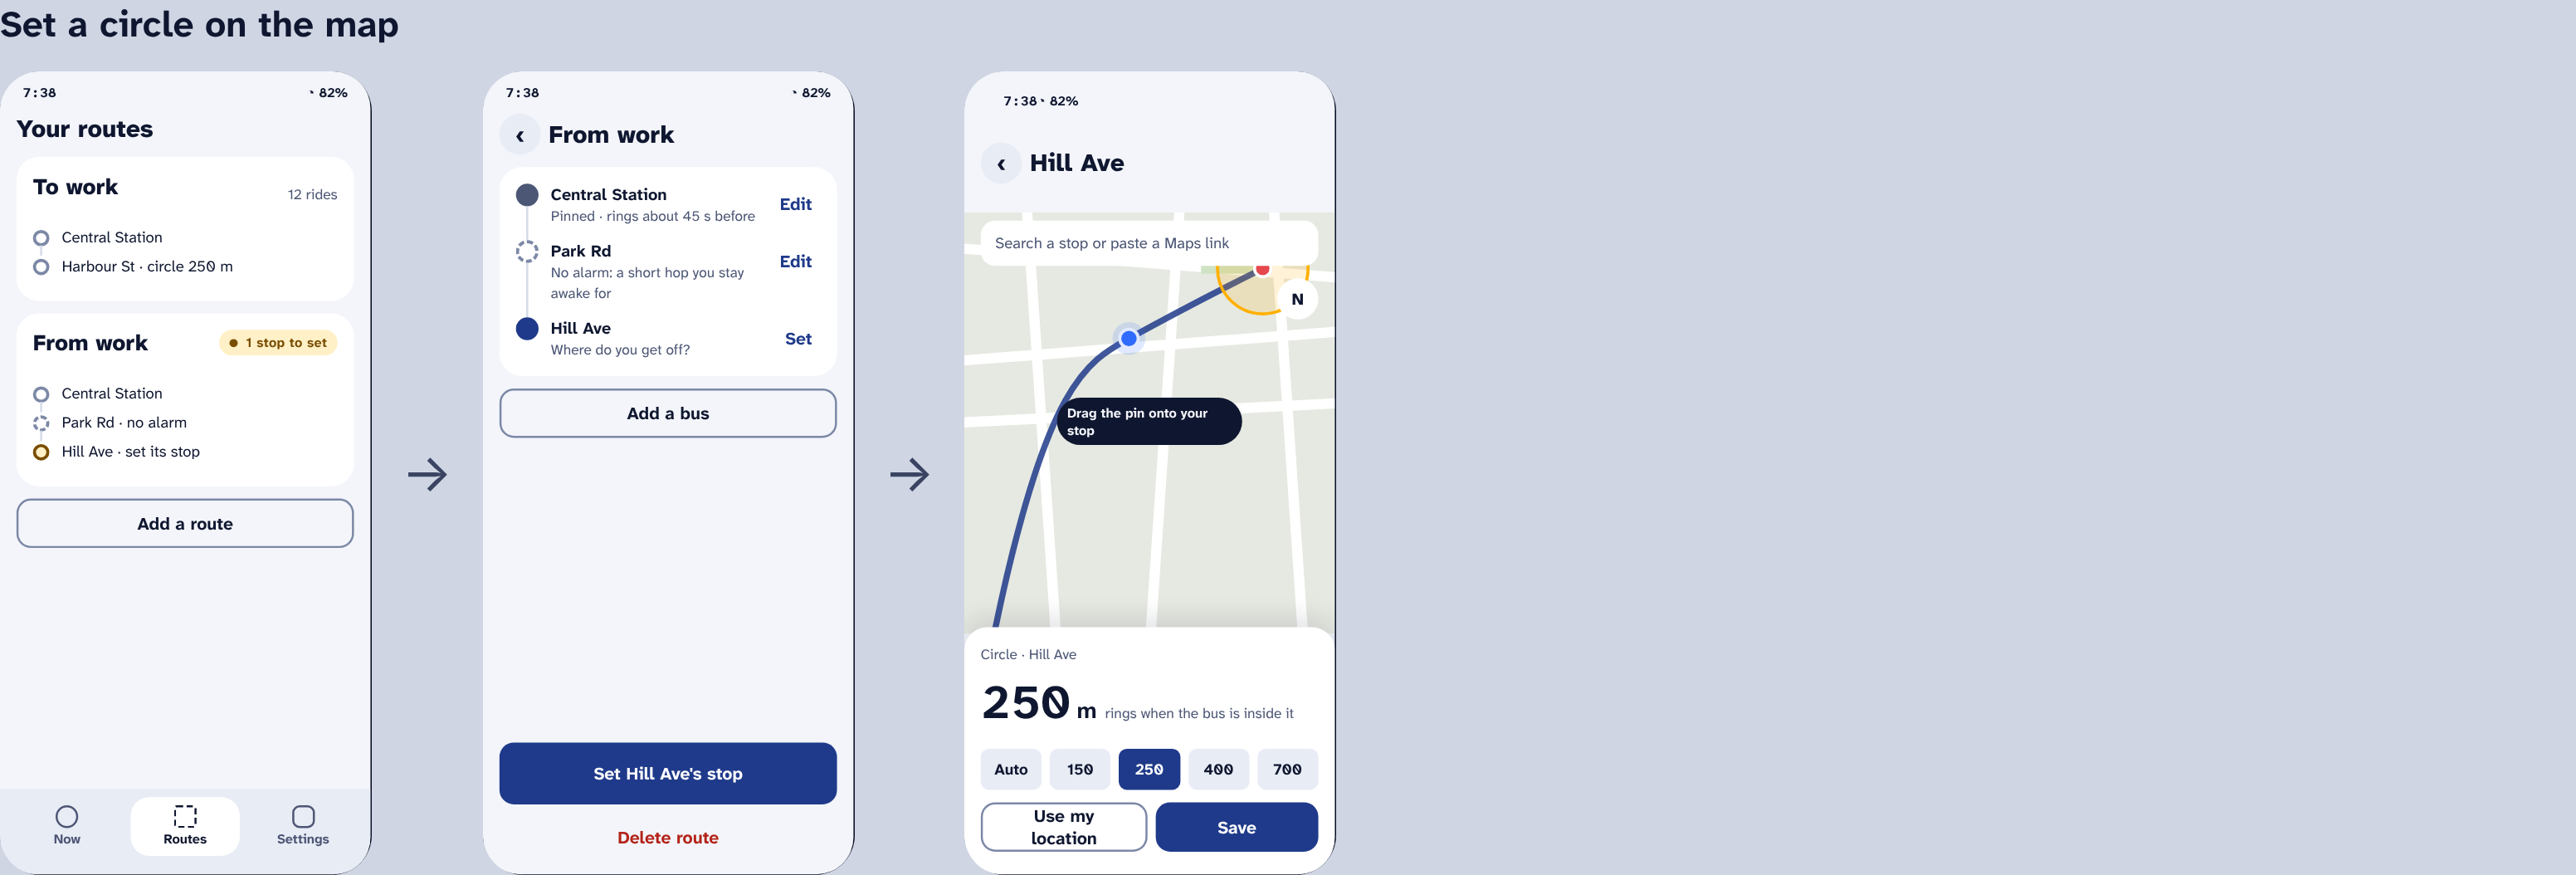 Set a circle on the map
7:38
82%
Your routes
To work
12 rides
Central Station
Harbour St · circle 250 m
From work
1 stop to set
Central Station
Park Rd · no alarm
Hill Ave · set its stop
Add a route
Now
Routes
Settings
7:38
82%
‹ From work
Central Station
Pinned · rings about 45 s before
Edit
Park Rd
No alarm: a short hop you stay
awake for
Edit
Hill Ave
Where do you get off?
Set
Add a bus
Set Hill Ave's stop
Delete route
7:38 82%
‹ Hill Ave
Search a stop or paste a Maps link
N
Drag the pin onto your
stop
Circle · Hill Ave
250 m rings when the bus is inside it
Auto 150 250 400 700
Use my
location
Save